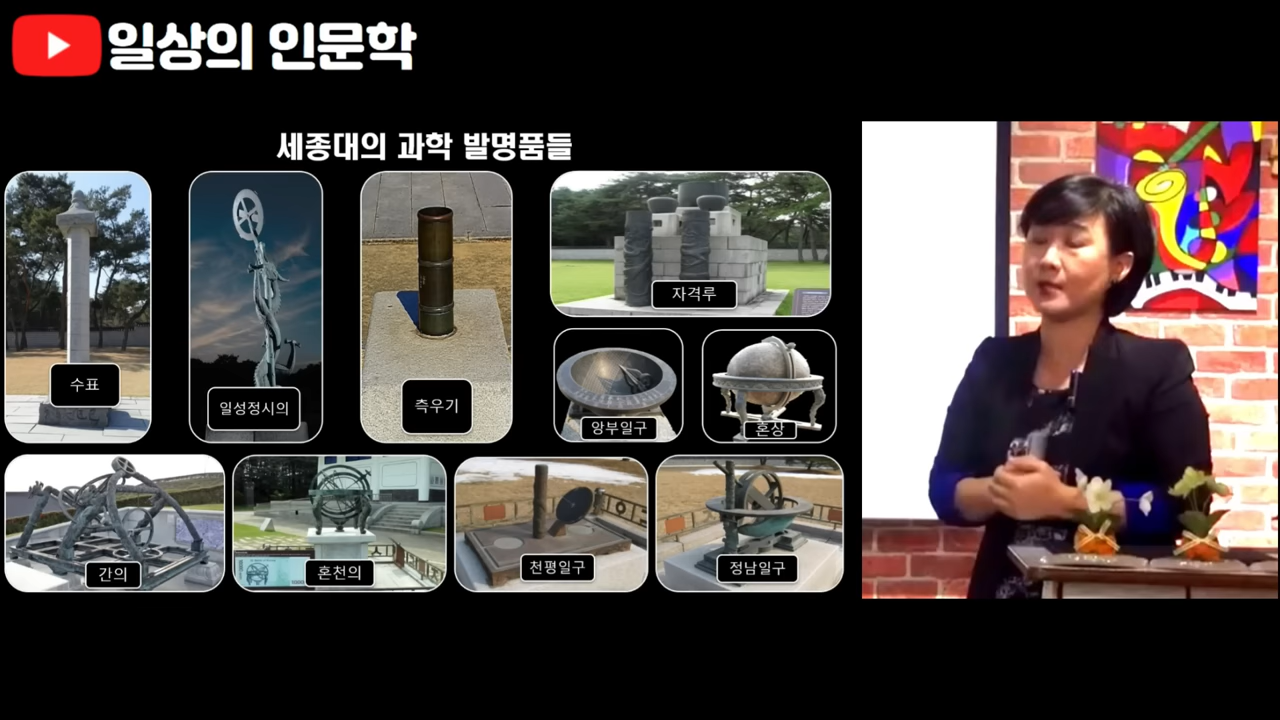 일상의 인문학
세종대의 과학 발명품들
수표
일성정시의
측우기
자격루
앙부일구
혼상
간의
혼천의
천평일구
정남일구